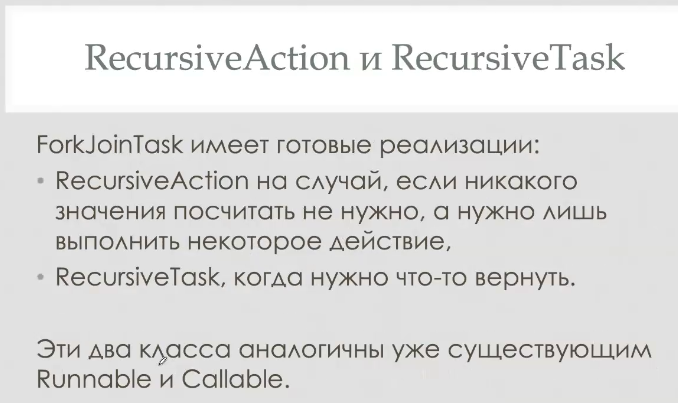 RecursiveAction и RecursiveTask
ForkJoinTask имеет готовые реализации:
• RecursiveAction на случай, если никакого
значения посчитать не нужно, а нужно лишь
выполнить некоторое действие,
• RecursiveTask, когда нужно что-то вернуть.
Эти два класса аналогичны уже существующим
Runnable и Callable.